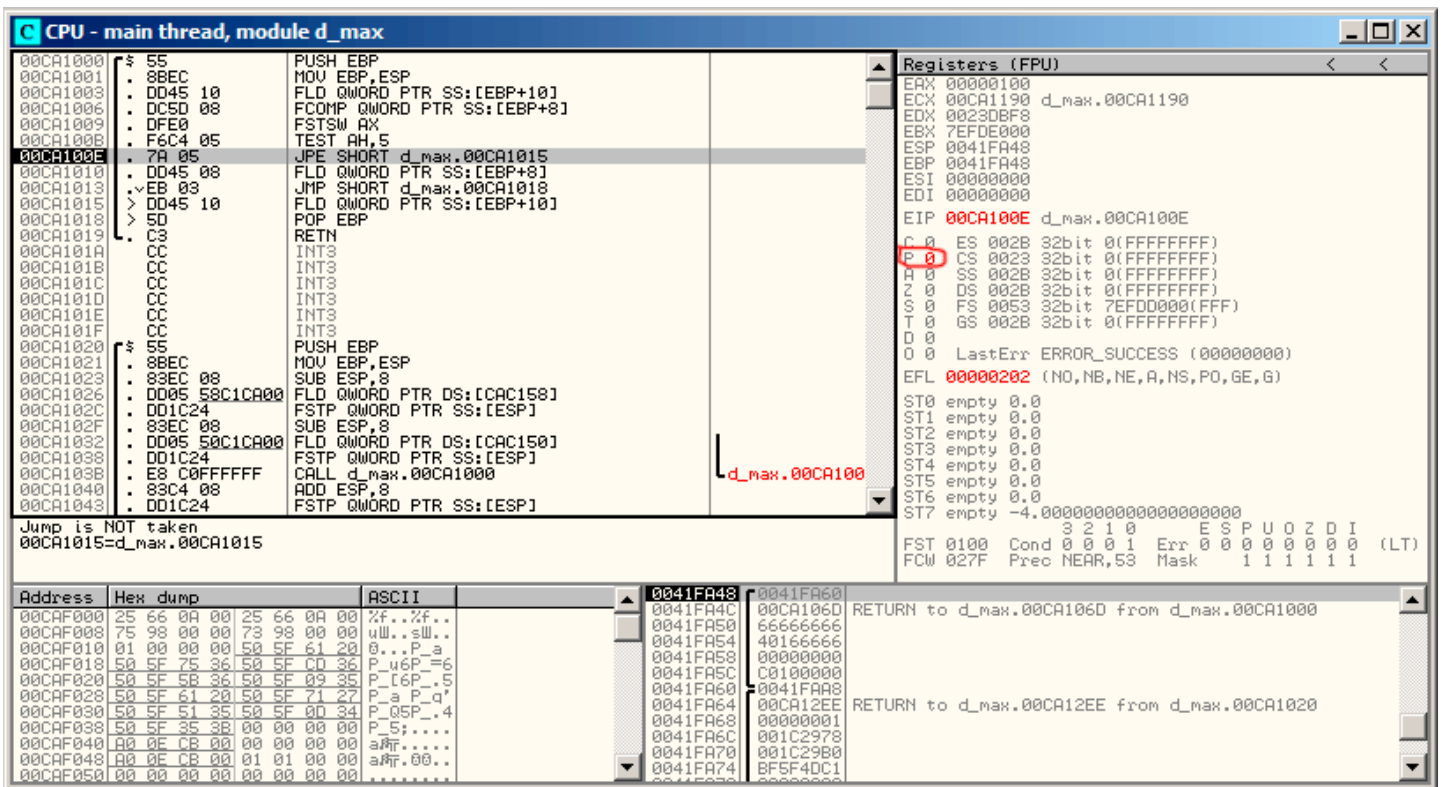 C CPU - main thread, module d_max
00CA1000 $ 55 PUSH EBP
00CA1001 . 8BEC MOV EBP,ESP
00CA1003 . DD45 10 FLD QWORD PTR SS:[EBP+10]
00CA1006 . DC5D 08 FCOMP QWORD PTR SS:[EBP+8]
00CA1009 . DFE0 FSTSW AX
00CA100B . F6C4 05 TEST AH,5
00CA100E . 7A 05 JPE SHORT d_max.00CA1015
00CA1010 . DD45 08 FLD QWORD PTR SS:[EBP+8]
00CA1013 .vEB 03 JMP SHORT d_max.00CA1018
00CA1015 > DD45 10 FLD QWORD PTR SS:[EBP+10]
00CA1018 > 5D POP EBP
00CA1019 . C3 RETN
00CA101A CC INT3
00CA101B CC INT3
00CA101C CC INT3
00CA101D CC INT3
00CA101E CC INT3
00CA101F CC INT3
00CA1020 $ 55 PUSH EBP
00CA1021 . 8BEC MOV EBP,ESP
00CA1023 . 83EC 08 SUB ESP,8
00CA1026 . DD05 58C1CA00 FLD QWORD PTR DS:[CAC158]
00CA102C . DD1C24 FSTP QWORD PTR SS:[ESP]
00CA102F . 83EC 08 SUB ESP,8
00CA1032 . DD05 50C1CA00 FLD QWORD PTR DS:[CAC150]
00CA1038 . DD1C24 FSTP QWORD PTR SS:[ESP]
00CA103B . E8 C0FFFFFF CALL d_max.00CA1000 d_max.00CA100
00CA1040 . 83C4 08 ADD ESP,8
00CA1043 . DD1C24 FSTP QWORD PTR SS:[ESP]
Jump is NOT taken
00CA1015=d_max.00CA1015
Registers (FPU) < <
EAX 00000100
ECX 00CA1190 d_max.00CA1190
EDX 0023DBF8
EBX 7EFDE000
ESP 0041FA48
EBP 0041FA48
ESI 00000000
EDI 00000000
EIP 00CA100E d_max.00CA100E
C 0 ES 002B 32bit 0(FFFFFFFF)
P 0 CS 0023 32bit 0(FFFFFFFF)
A 0 SS 002B 32bit 0(FFFFFFFF)
Z 0 DS 002B 32bit 0(FFFFFFFF)
S 0 FS 0053 32bit 7EFDD000(FFF)
T 0 GS 002B 32bit 0(FFFFFFFF)
D 0
O 0 LastErr ERROR_SUCCESS (00000000)
EFL 00000202 (NO,NB,NE,A,NS,PO,GE,G)
ST0 empty 0.0
ST1 empty 0.0
ST2 empty 0.0
ST3 empty 0.0
ST4 empty 0.0
ST5 empty 0.0
ST6 empty 0.0
ST7 empty -4.0000000000000000000
3 2 1 0 E S P U O Z D I
FST 0100 Cond 0 0 0 1 Err 0 0 0 0 0 0 0 0 (LT)
FCW 027F Prec NEAR,53 Mask 1 1 1 1 1 1
Address Hex dump ASCII
00CAF000 25 66 0A 00 25 66 0A 00 %f..%f..
00CAF008 75 98 00 00 73 98 00 00
00CAF010 01 00 00 00 50 5F 61 20
00CAF018 50 5F 75 36 50 5F CD 36 P_u6P_=6
00CAF020 50 5F 5B 36 50 5F 09 35 P_[6P_.5
00CAF028 50 5F 61 20 50 5F 71 27 P_a P_q'
00CAF030 50 5F 51 35 50 5F 0D 34 P_Q5P_.4
00CAF038 50 5F 35 3B 00 00 00 00 P_5;....
00CAF040 A0 0E CB 00 00 00 00 00
00CAF048 A0 0E CB 00 01 01 00 00
00CAF050 00 00 00 00 00 00 00 00 ........
0041FA48 0041FA60
0041FA4C 00CA106D RETURN to d_max.00CA106D from d_max.00CA1000
0041FA50 66666666
0041FA54 40166666
0041FA58 00000000
0041FA5C C0100000
0041FA60 0041FAA8
0041FA64 00CA12EE RETURN to d_max.00CA12EE from d_max.00CA1020
0041FA68 00000001
0041FA6C 001C2978
0041FA70 001C29B0
0041FA74 BF5F4DC1